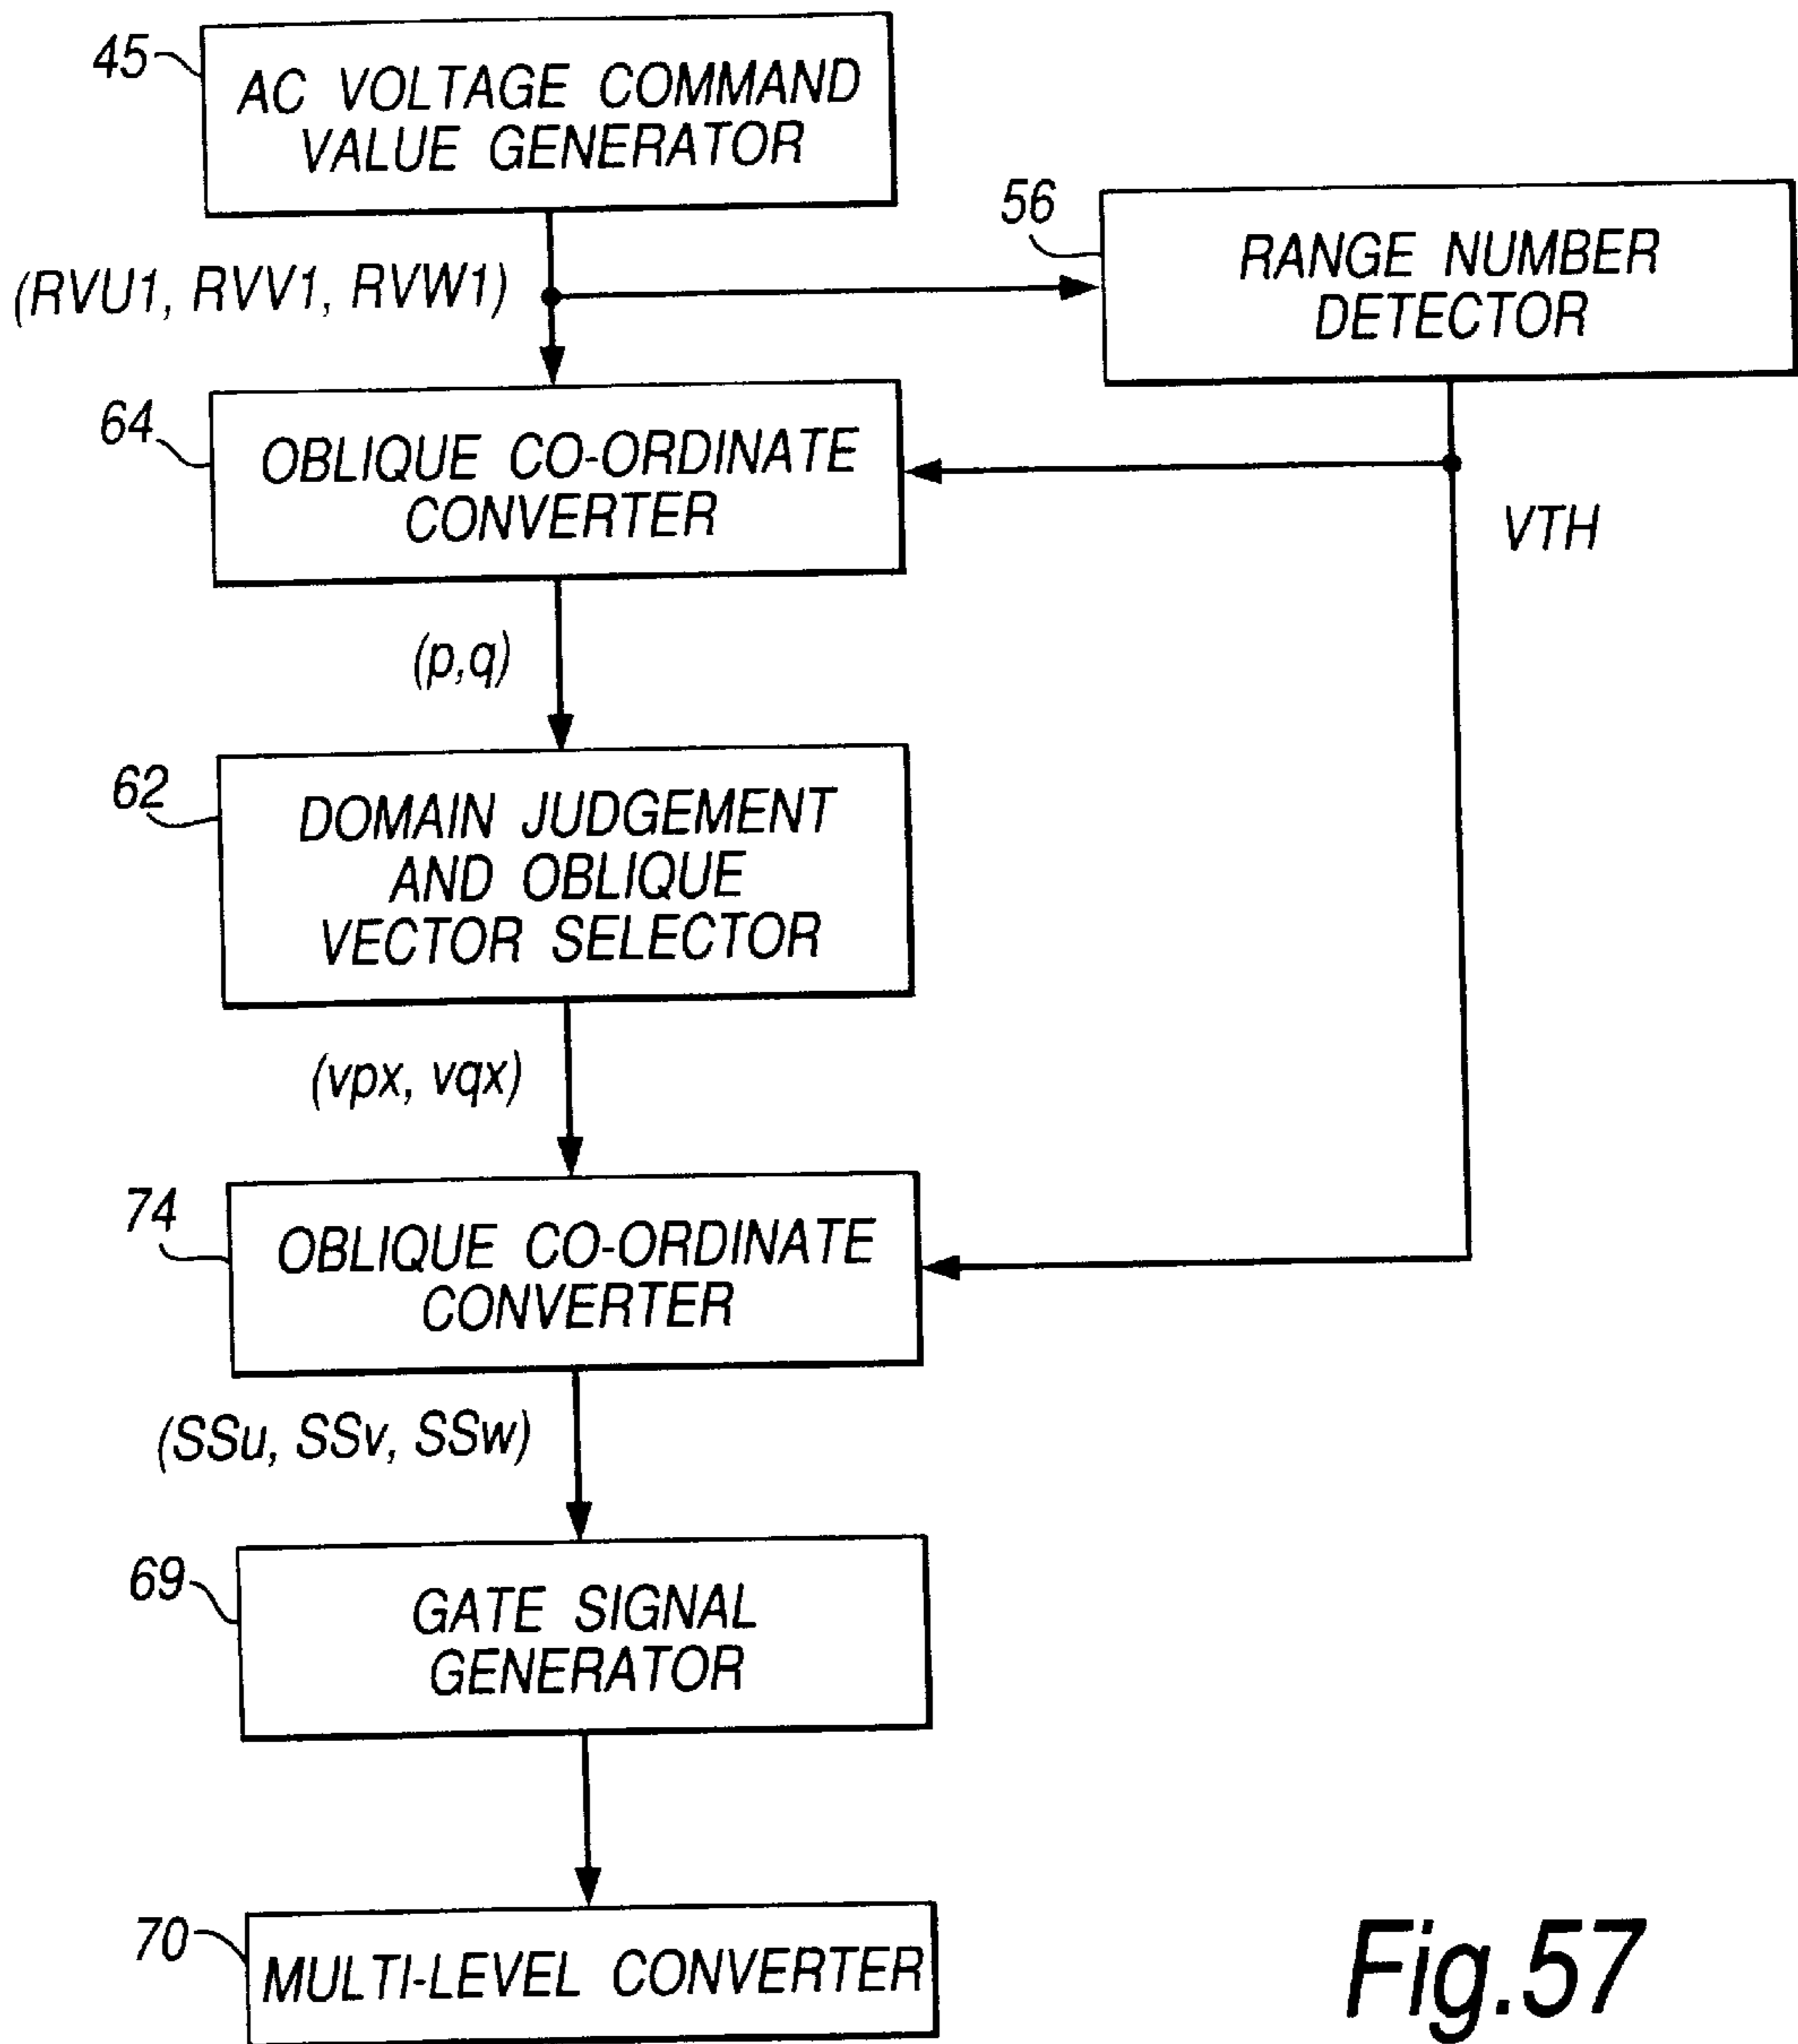 45
AC VOLTAGE COMMAND
VALUE GENERATOR
56
RANGE NUMBER
DETECTOR
(RVU1, RVV1, RVW1)
64
OBLIQUE CO-ORDINATE
CONVERTER
VTH
(p,q)
62
DOMAIN JUDGEMENT
AND OBLIQUE
VECTOR SELECTOR
(vpx, vqx)
74
OBLIQUE CO-ORDINATE
CONVERTER
(SSu, SSv, SSw)
69
GATE SIGNAL
GENERATOR
70
MULTI-LEVEL CONVERTER
Fig.57